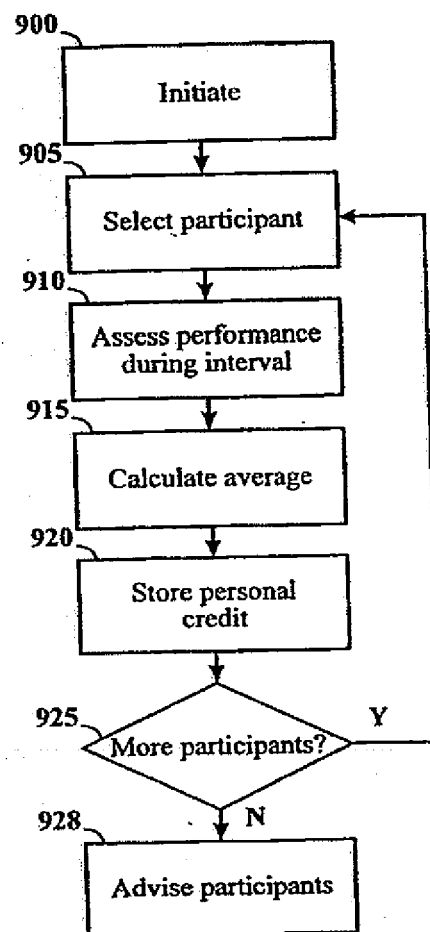 900
Initiate
905
Select participant
910
Assess performance
during interval
915
Calculate average
920
Store personal
credit
925
More participants?
Y
N
928
Advise participants